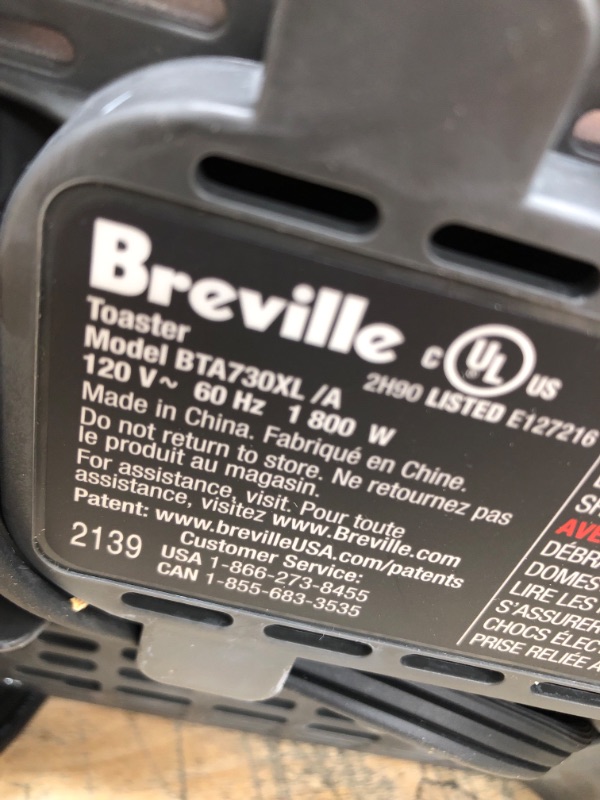 Breville
Toaster
Model BTA730XL /A
120 V~ 60 Hz 1 800 W
C UL US
2H90 LISTED E127216
Made in China. Fabriqué en Chine.
Do not return to store. Ne retournez pas
le produit au magasin.
For assistance, visit. Pour toute
assistance, visitez www.Breville.com
Patent: www.brevilleUSA.com/patents
2139
Customer Service:
USA 1-866-273-8455
CAN 1-855-683-3535
DOMES
LIRE LES
S'ASSURER
CHOCS ÉLEC
PRISE RELIÉE À